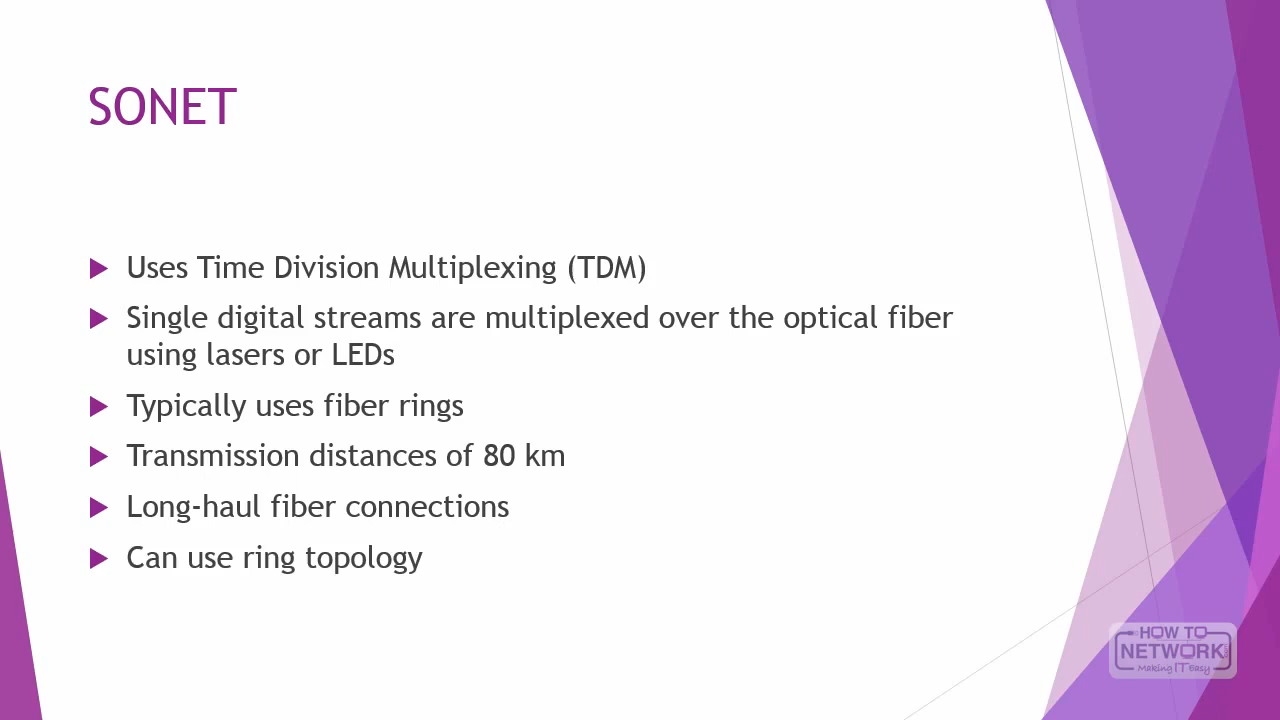 SONET
Uses Time Division Multiplexing (TDM)
Single digital streams are multiplexed over the optical fiber
using lasers or LEDs
Typically uses fiber rings
Transmission distances of 80 km
Long-haul fiber connections
Can use ring topology
HOW TO
NETWORK
Making IT Easy